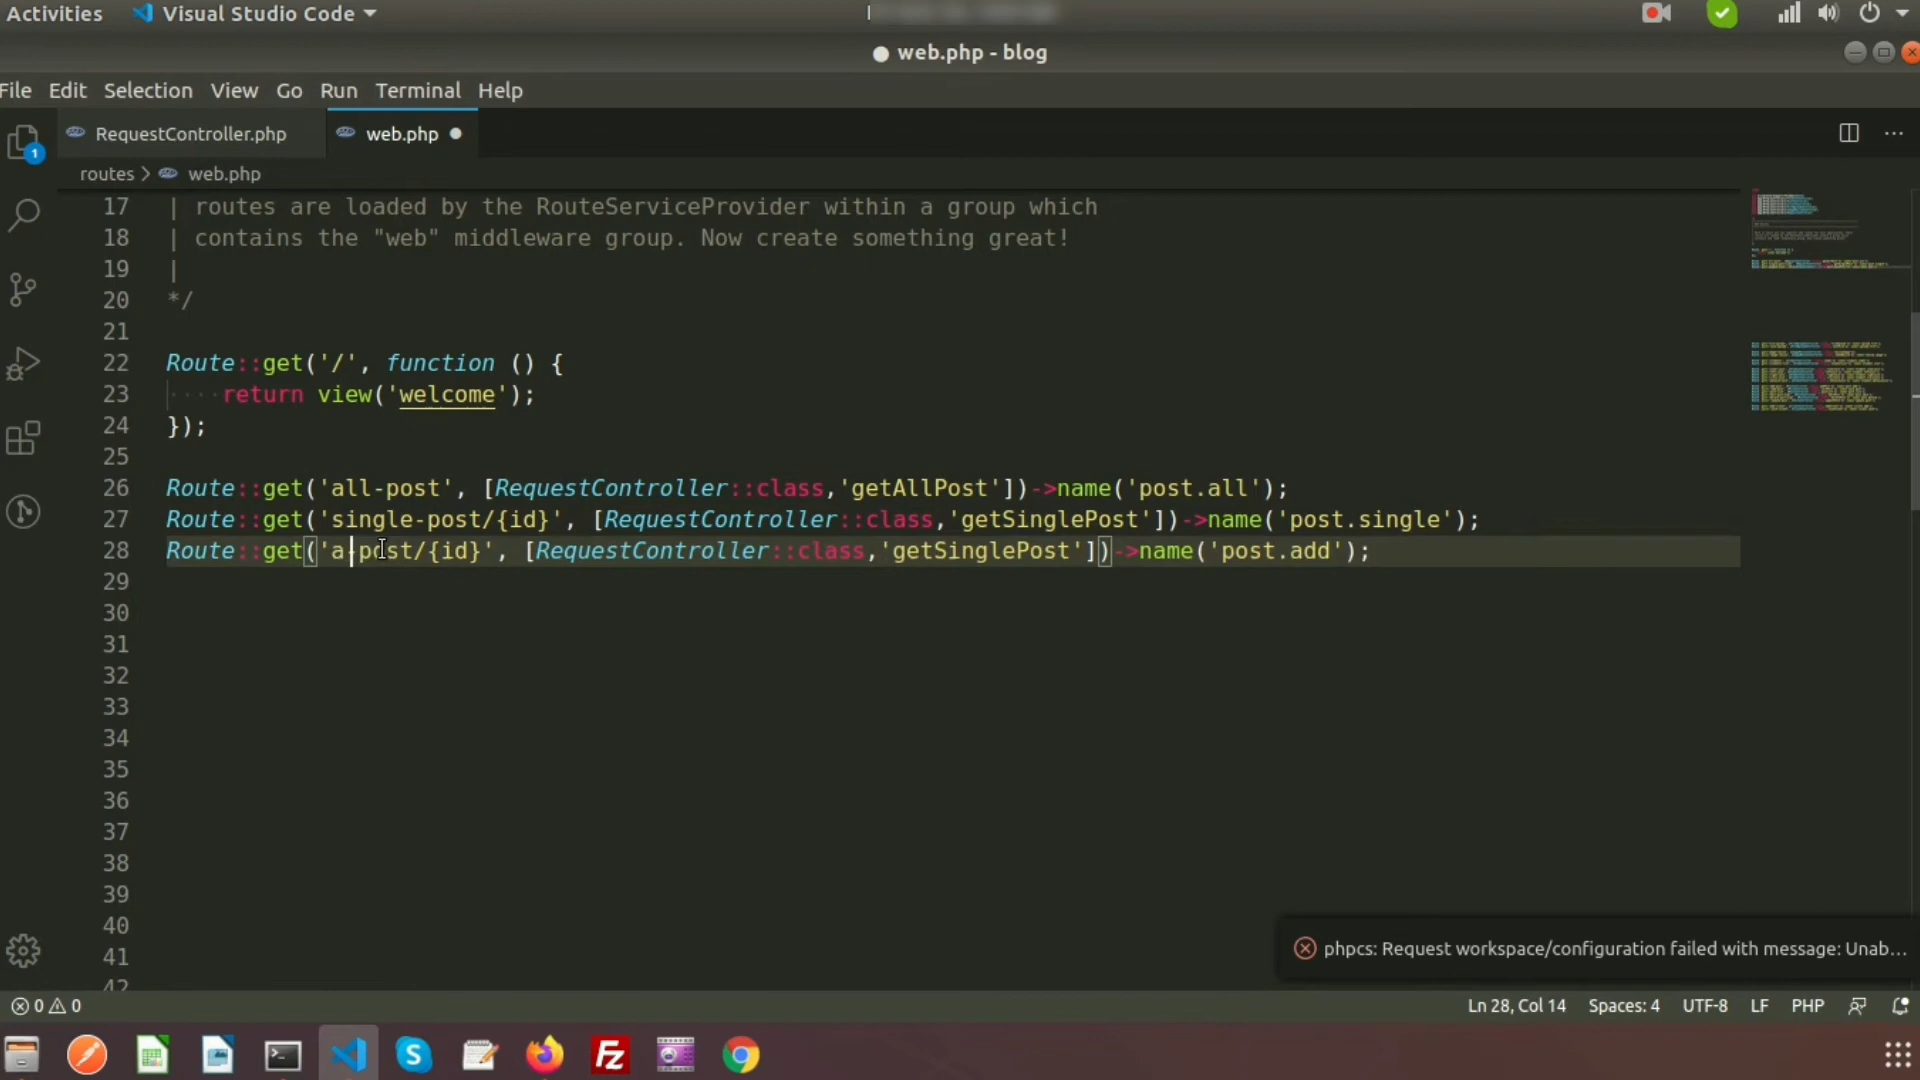 Activities
Visual Studio Code
web.php - blog
File Edit Selection View Go Run Terminal Help
RequestController.php
web.php
routes > web.php
1
17 | routes are loaded by the RouteServiceProvider within a group which
18 | contains the "web" middleware group. Now create something great!
19 |
20 */
21
22 Route::get('/', function () {
23 ····return view('welcome');
24 });
25
26 Route::get('all-post', [RequestController::class,'getAllPost'])->name('post.all');
27 Route::get('single-post/{id}', [RequestController::class,'getSinglePost'])->name('post.single');
28 Route::get('a-post/{id}', [RequestController::class,'getSinglePost'])->name('post.add');
29
30
31
32
33
34
35
36
37
38
39
40
41
42
phpcs: Request workspace/configuration failed with message: Unab...
0 0
Ln 28, Col 14 Spaces: 4 UTF-8 LF PHP
S
Fz